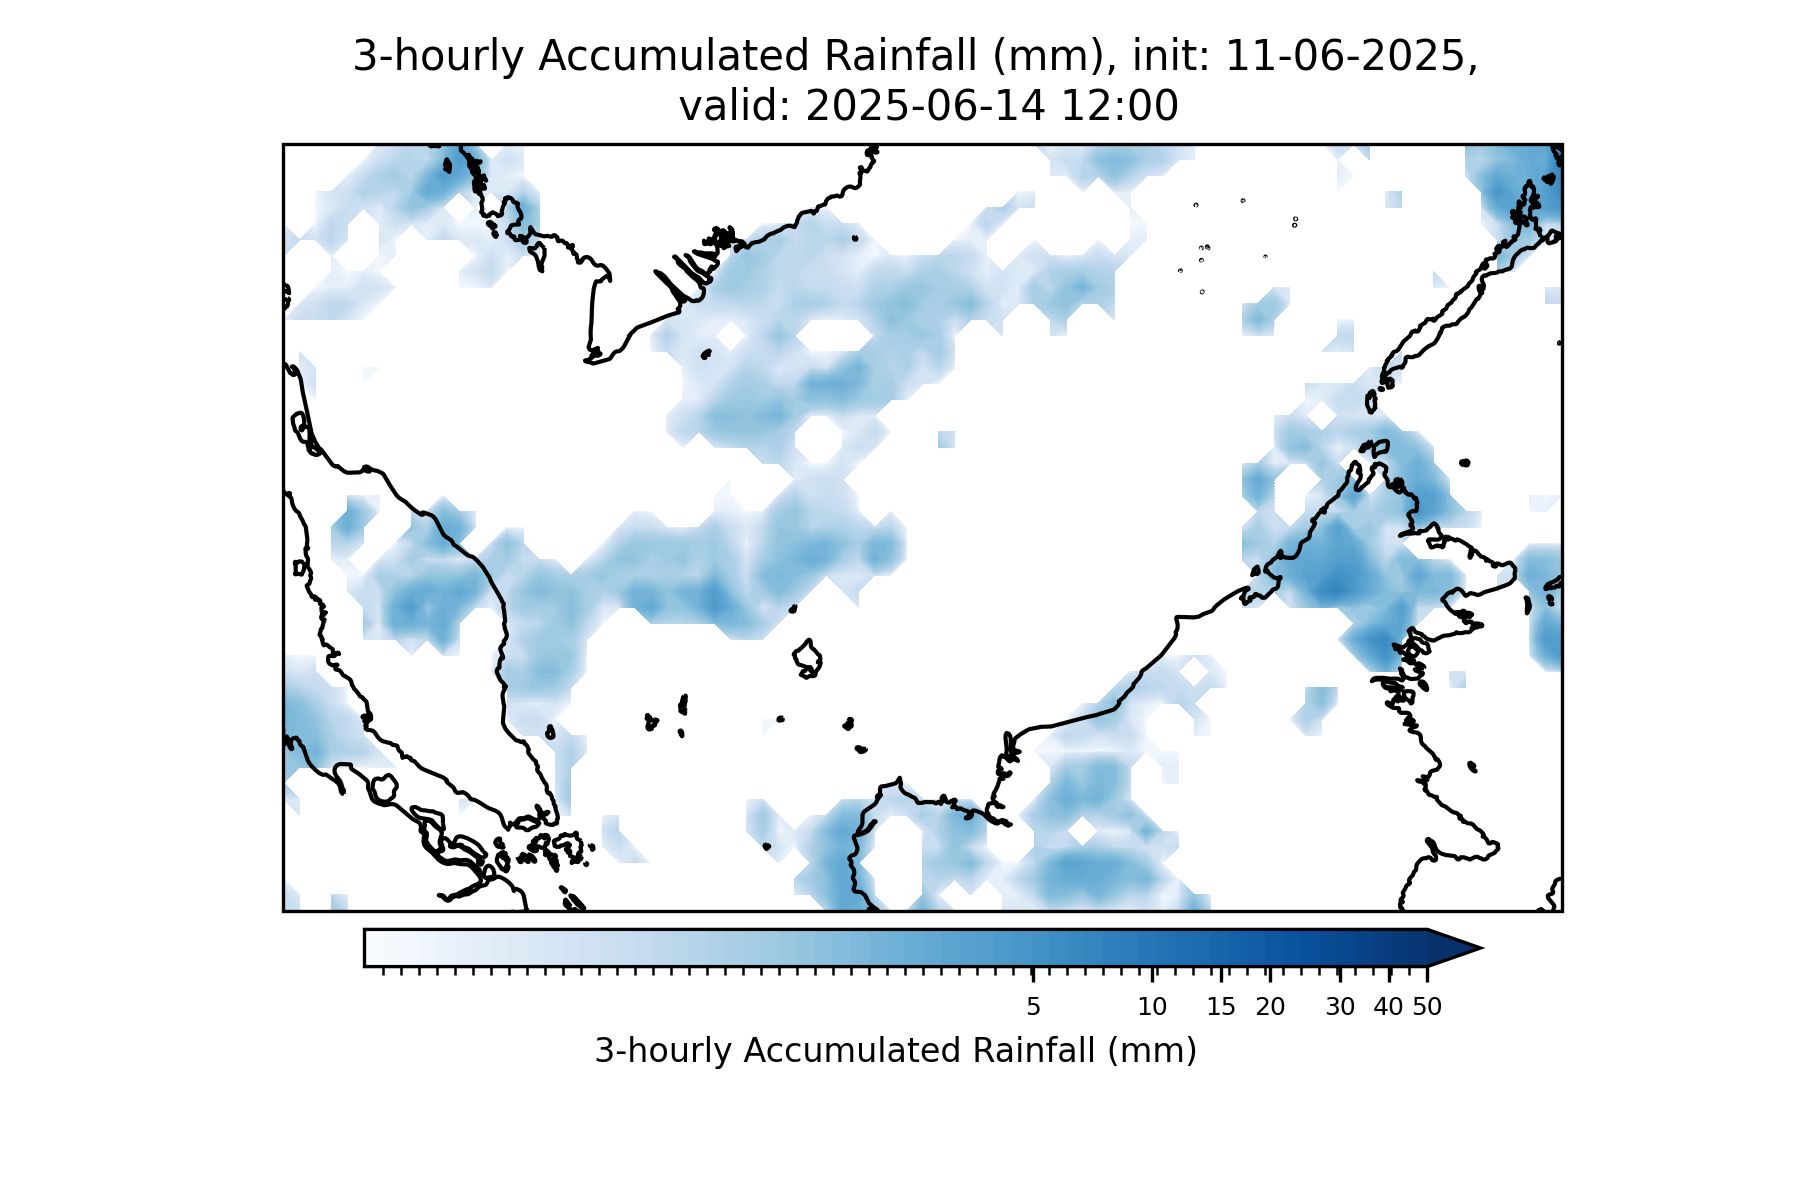 3-hourly Accumulated Rainfall (mm), init: 11-06-2025,
valid: 2025-06-14 12:00
5 10 15 20 30 40 50
3-hourly Accumulated Rainfall (mm)